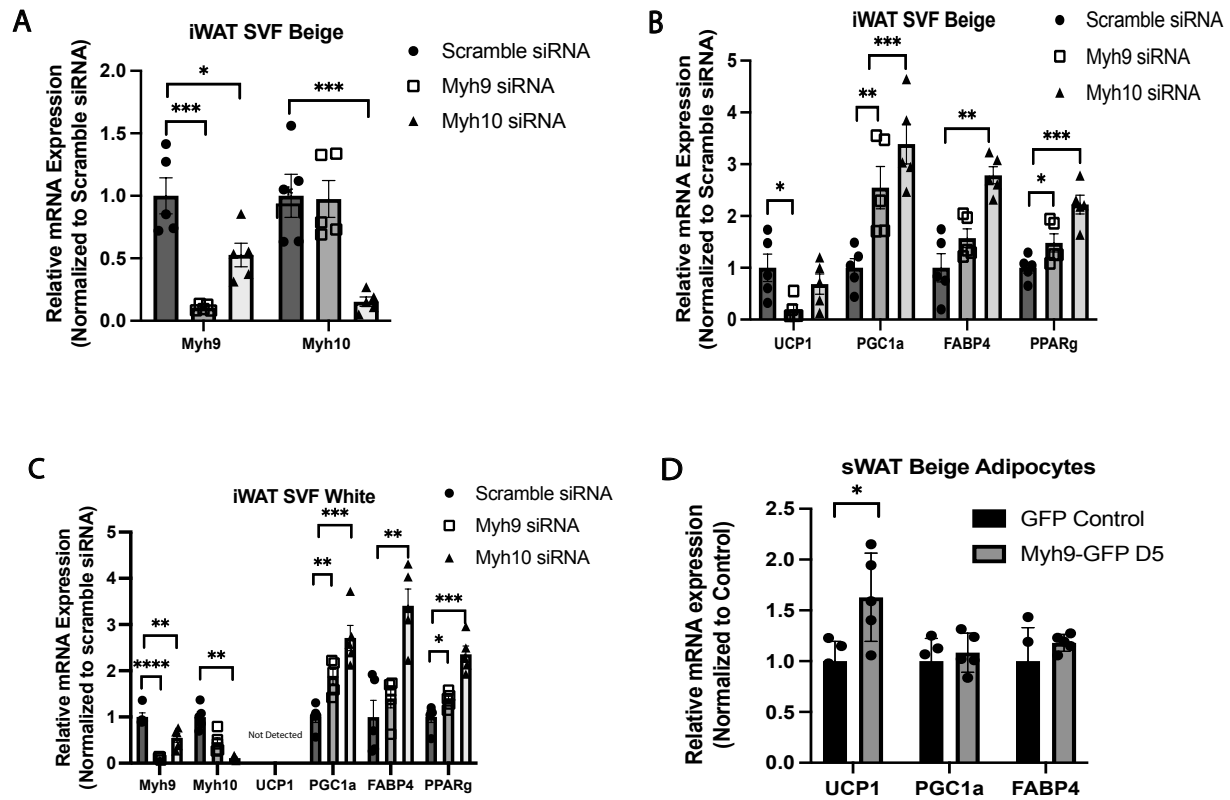 A
iWAT SVF Beige
Scramble siRNA
Myh9 siRNA
Myh10 siRNA
Relative mRNA Expression
(Normalized to Scramble siRNA)
2.0
1.5
1.0
0.5
0.0
*
***
***
Myh9
Myh10
B
iWAT SVF Beige
Scramble siRNA
Myh9 siRNA
Myh10 siRNA
Relative mRNA Expression
(Normalized to Scramble siRNA)
5
4
3
2
1
0
*
**
***
**
*
***
UCP1
PGC1a
FABP4
PPARg
C
iWAT SVF White
Scramble siRNA
Myh9 siRNA
Myh10 siRNA
Relative mRNA Expression
(Normalized to scramble siRNA)
5
4
3
2
1
0
**
****
**
Not Detected
***
**
**
***
*
Myh9
Myh10
UCP1
PGC1a
FABP4
PPARg
D
sWAT Beige Adipocytes
GFP Control
Myh9-GFP D5
Relative mRNA expression
(Normalized to Control)
2.5
2.0
1.5
1.0
0.5
0.0
*
UCP1
PGC1a
FABP4